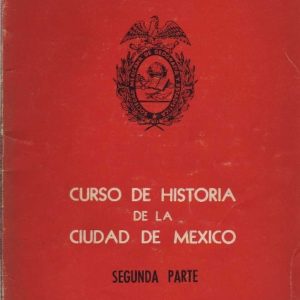 CURSO DE HISTORIA
DE LA
CIUDAD DE MEXICO
SEGUNDA PARTE